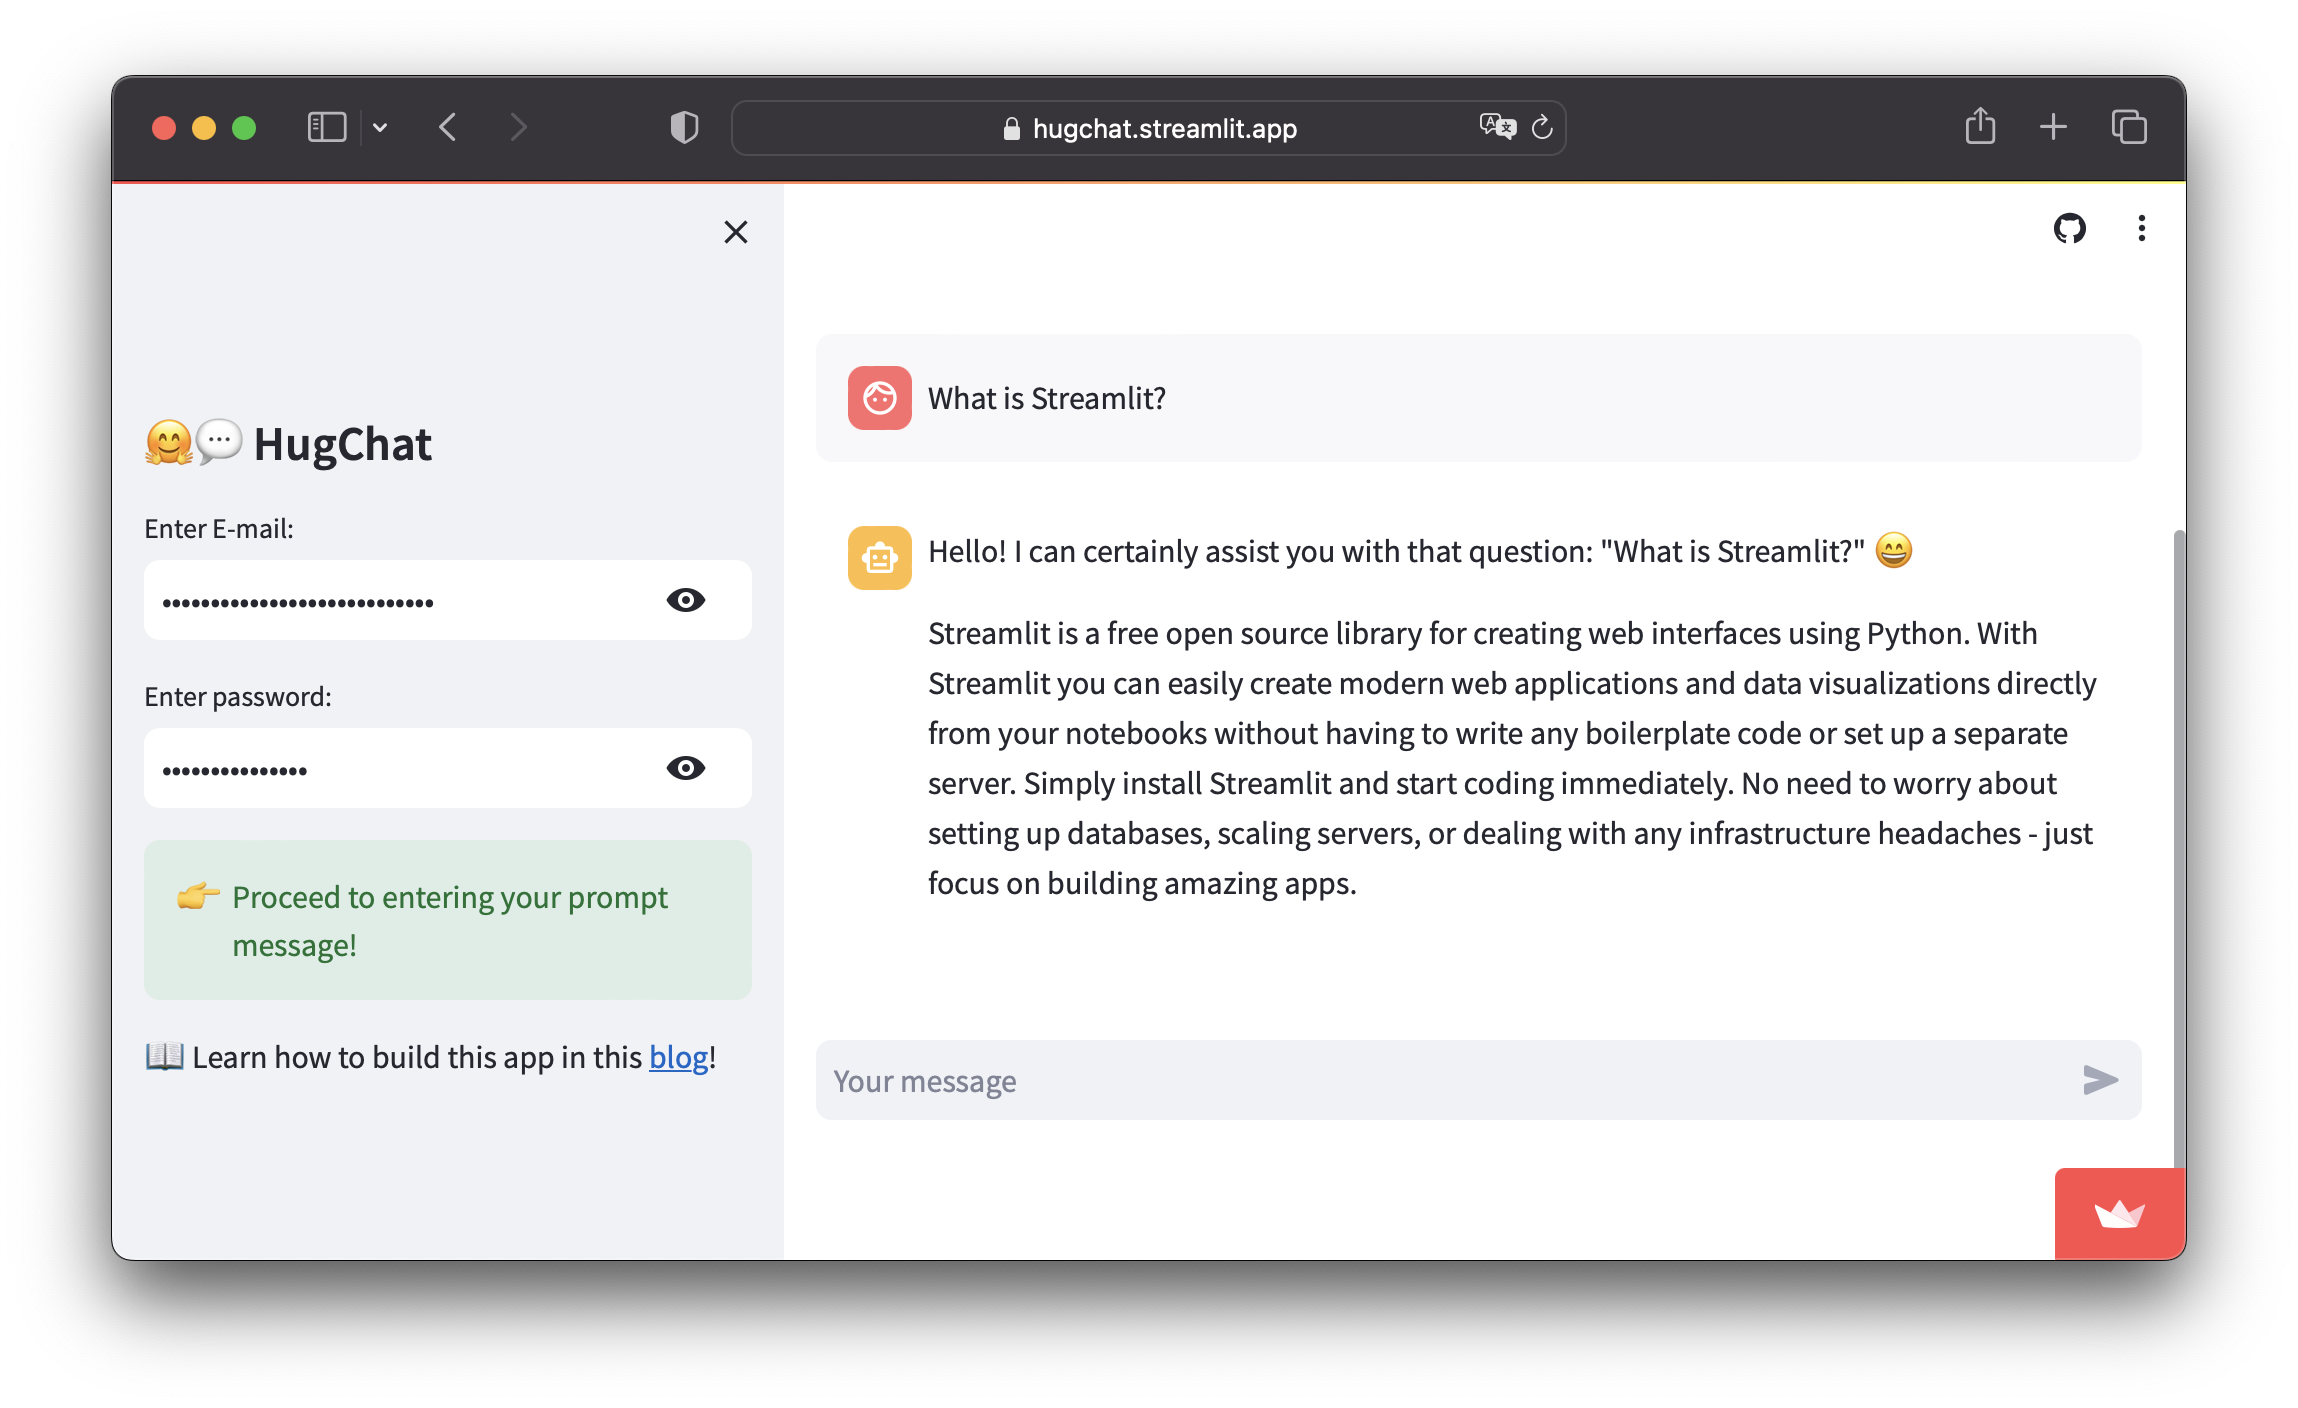 hugchat.streamlit.app
🤗💬 HugChat
Enter E-mail:
••••••••••••••••••••••••••••
Enter password:
•••••••••••••••
👉 Proceed to entering your prompt
message!
📖 Learn how to build this app in this blog!
What is Streamlit?
Hello! I can certainly assist you with that question: "What is Streamlit?" 😄
Streamlit is a free open source library for creating web interfaces using Python. With
Streamlit you can easily create modern web applications and data visualizations directly
from your notebooks without having to write any boilerplate code or set up a separate
server. Simply install Streamlit and start coding immediately. No need to worry about
setting up databases, scaling servers, or dealing with any infrastructure headaches - just
focus on building amazing apps.
Your message